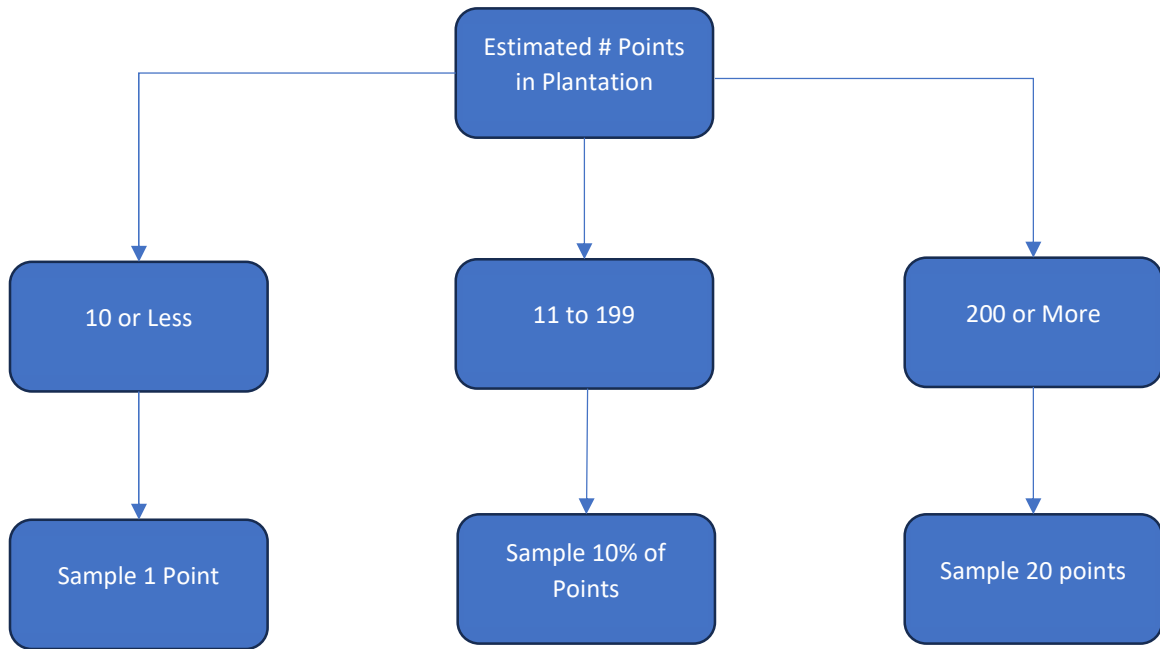 Estimated # Points
in Plantation
10 or Less
11 to 199
200 or More
Sample 1 Point
Sample 10% of
Points
Sample 20 points